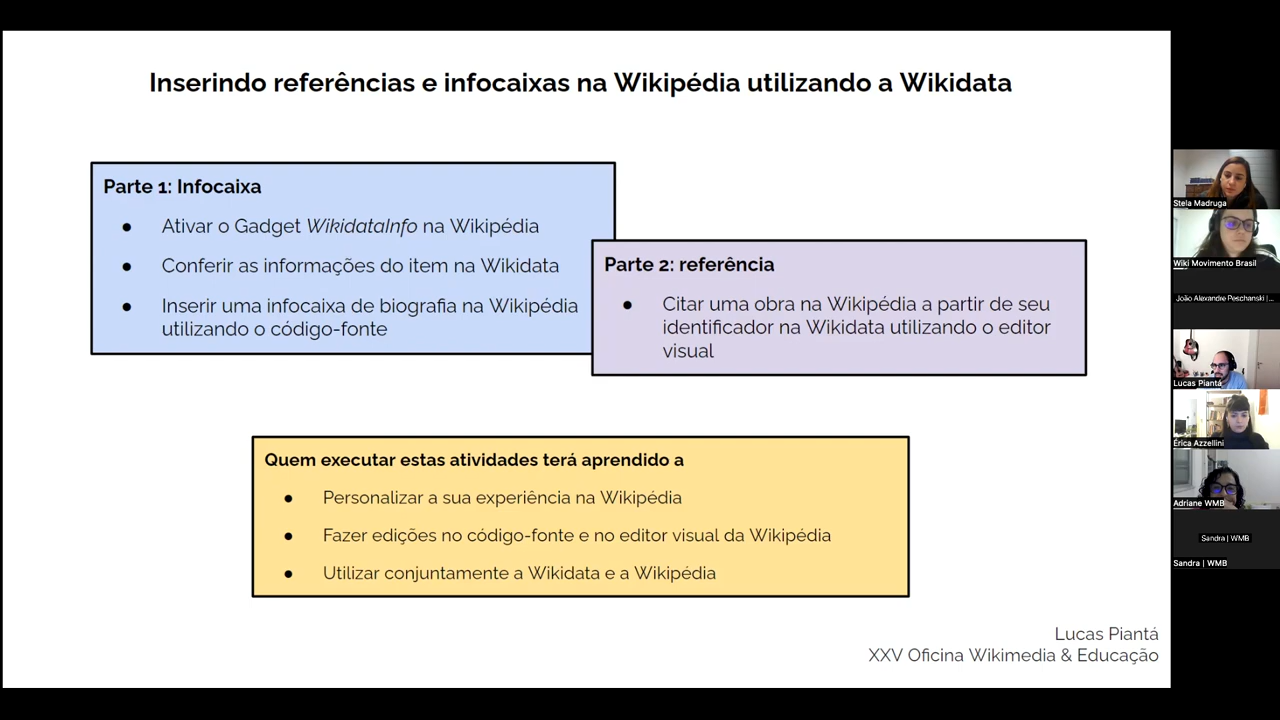 Inserindo referências e infocaixas na Wikipédia utilizando a Wikidata
Parte 1: Infocaixa
● Ativar o Gadget WikidataInfo na Wikipédia
● Conferir as informações do item na Wikidata
● Inserir uma infocaixa de biografia na Wikipédia
utilizando o código-fonte
Parte 2: referência
● Citar uma obra na Wikipédia a partir de seu
identificador na Wikidata utilizando o editor
visual
Quem executar estas atividades terá aprendido a
● Personalizar a sua experiência na Wikipédia
● Fazer edições no código-fonte e no editor visual da Wikipédia
● Utilizar conjuntamente a Wikidata e a Wikipédia
Lucas Piantá
XXV Oficina Wikimedia & Educação
Stela Madruga
Wiki Movimento Brasil
João Alexandre Peschanski |...
Lucas Piantá
Érica Azzellini
Adriane WMB
Sandra | WMB
Sandra | WMB